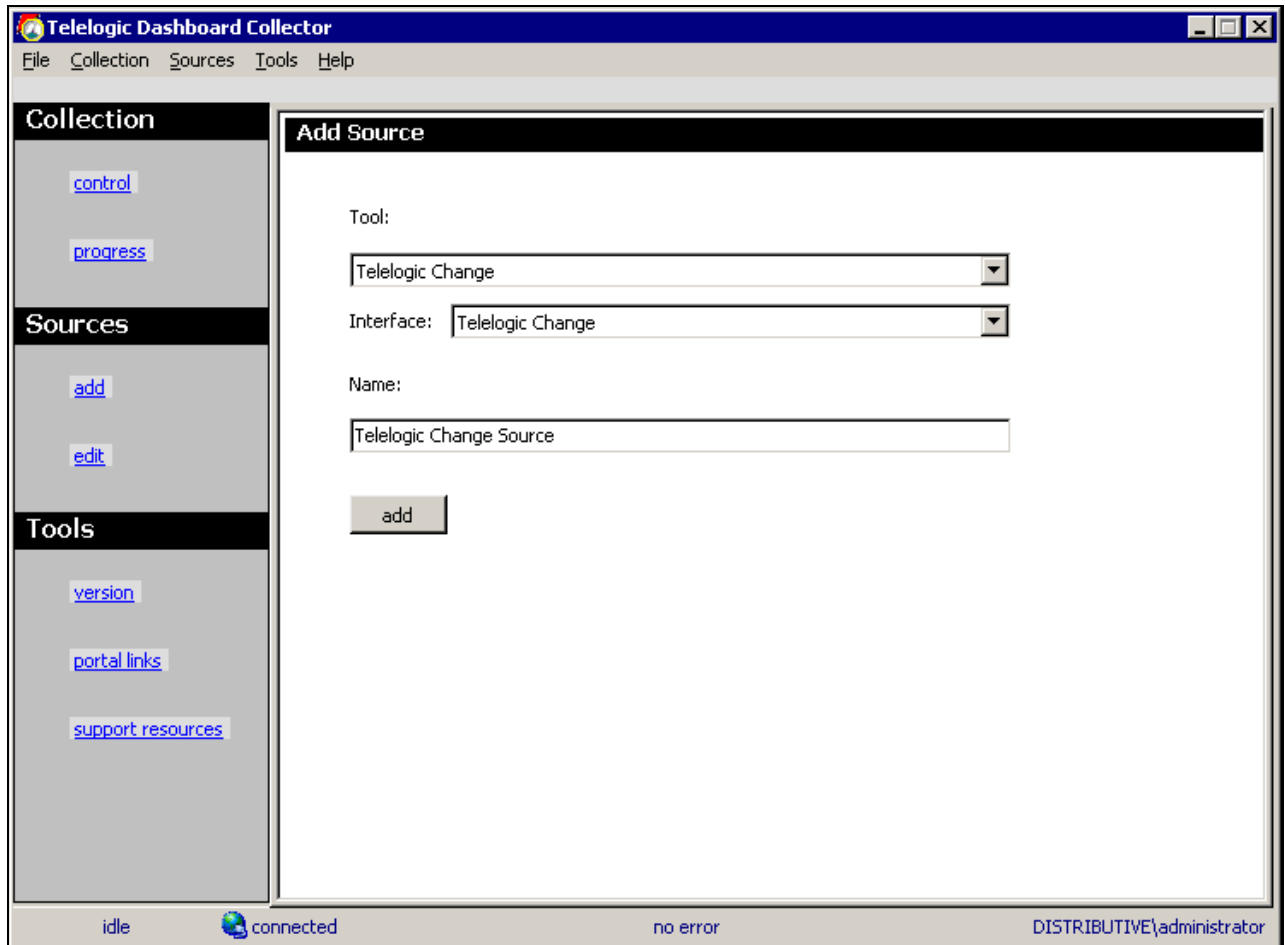 Telelogic Dashboard Collector
File Collection Sources Tools Help
Collection
control
progress
Sources
add
edit
Tools
version
portal links
support resources
Add Source
Tool:
Telelogic Change
Interface: Telelogic Change
Name:
Telelogic Change Source
add
idle connected no error DISTRIBUTIVE\administrator